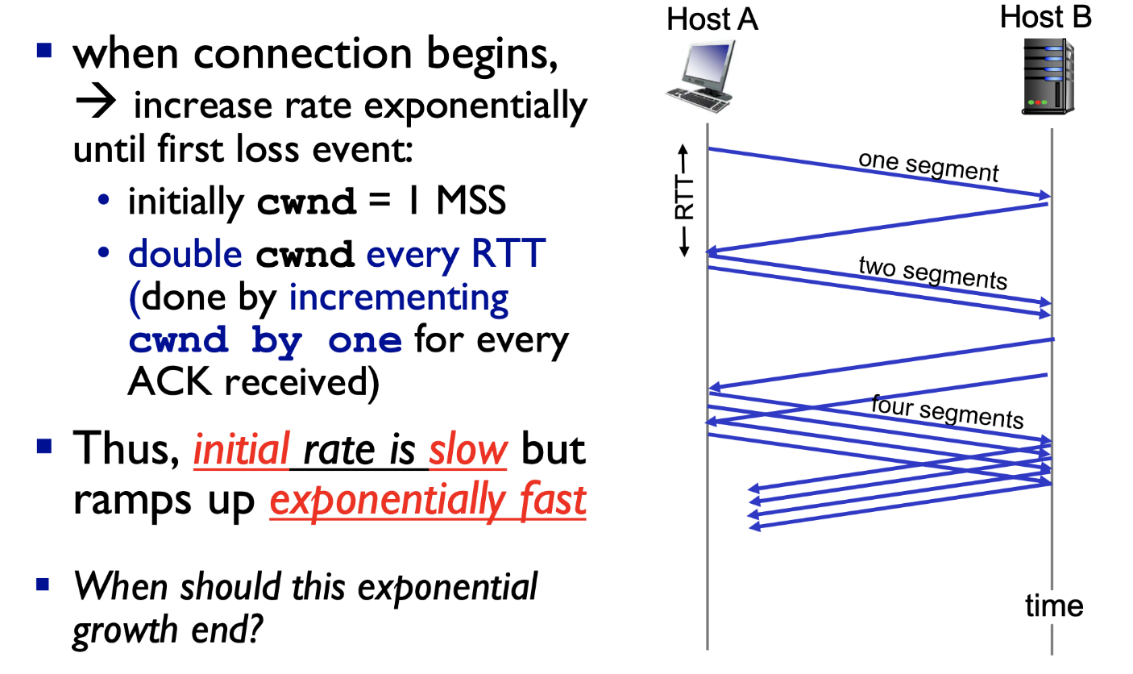 ▪ when connection begins,
→ increase rate exponentially
until first loss event:
• initially cwnd = 1 MSS
• double cwnd every RTT
(done by incrementing
cwnd by one for every
ACK received)
▪ Thus, initial rate is slow but
ramps up exponentially fast
▪ When should this exponential
growth end?
Host A
Host B
RTT
one segment
two segments
four segments
time